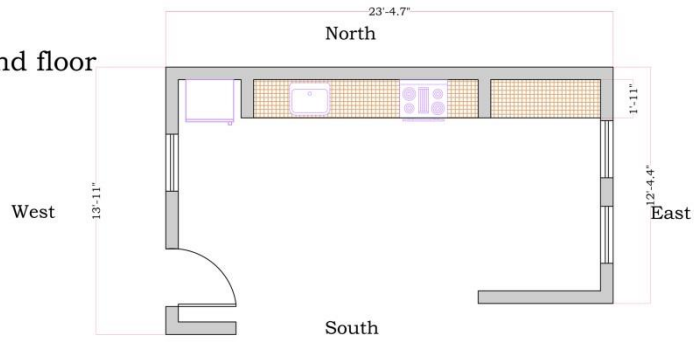 23'-4.7"
North
nd floor
1'-11"
12'-4.4"
13'-11"
West
East
South